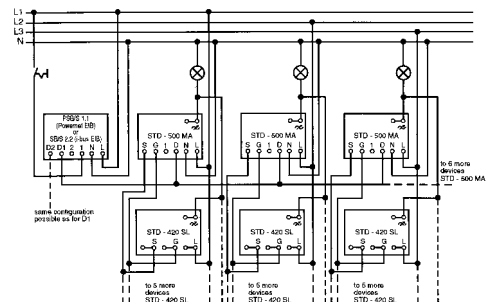 L1
L2
L3
N
PSB/S 1.1
(Powernet EIB)
or
SB/S 2.2 (i-bus EIB)
D2 D1 2 1 N L
STD - 500 MA
S G 1 D N L
STD - 500 MA
S G 1 D N L
STD - 500 MA
S G 1 D N L
to 6 more
devices
STD - 500 MA
same configuration
possible as for D1
STD - 420 SL
S G L
STD - 420 SL
S G L
STD - 420 SL
S G L
to 5 more
devices
STD - 420 SL
to 5 more
devices
STD - 420 SL
to 5 more
devices
STD - 420 SL